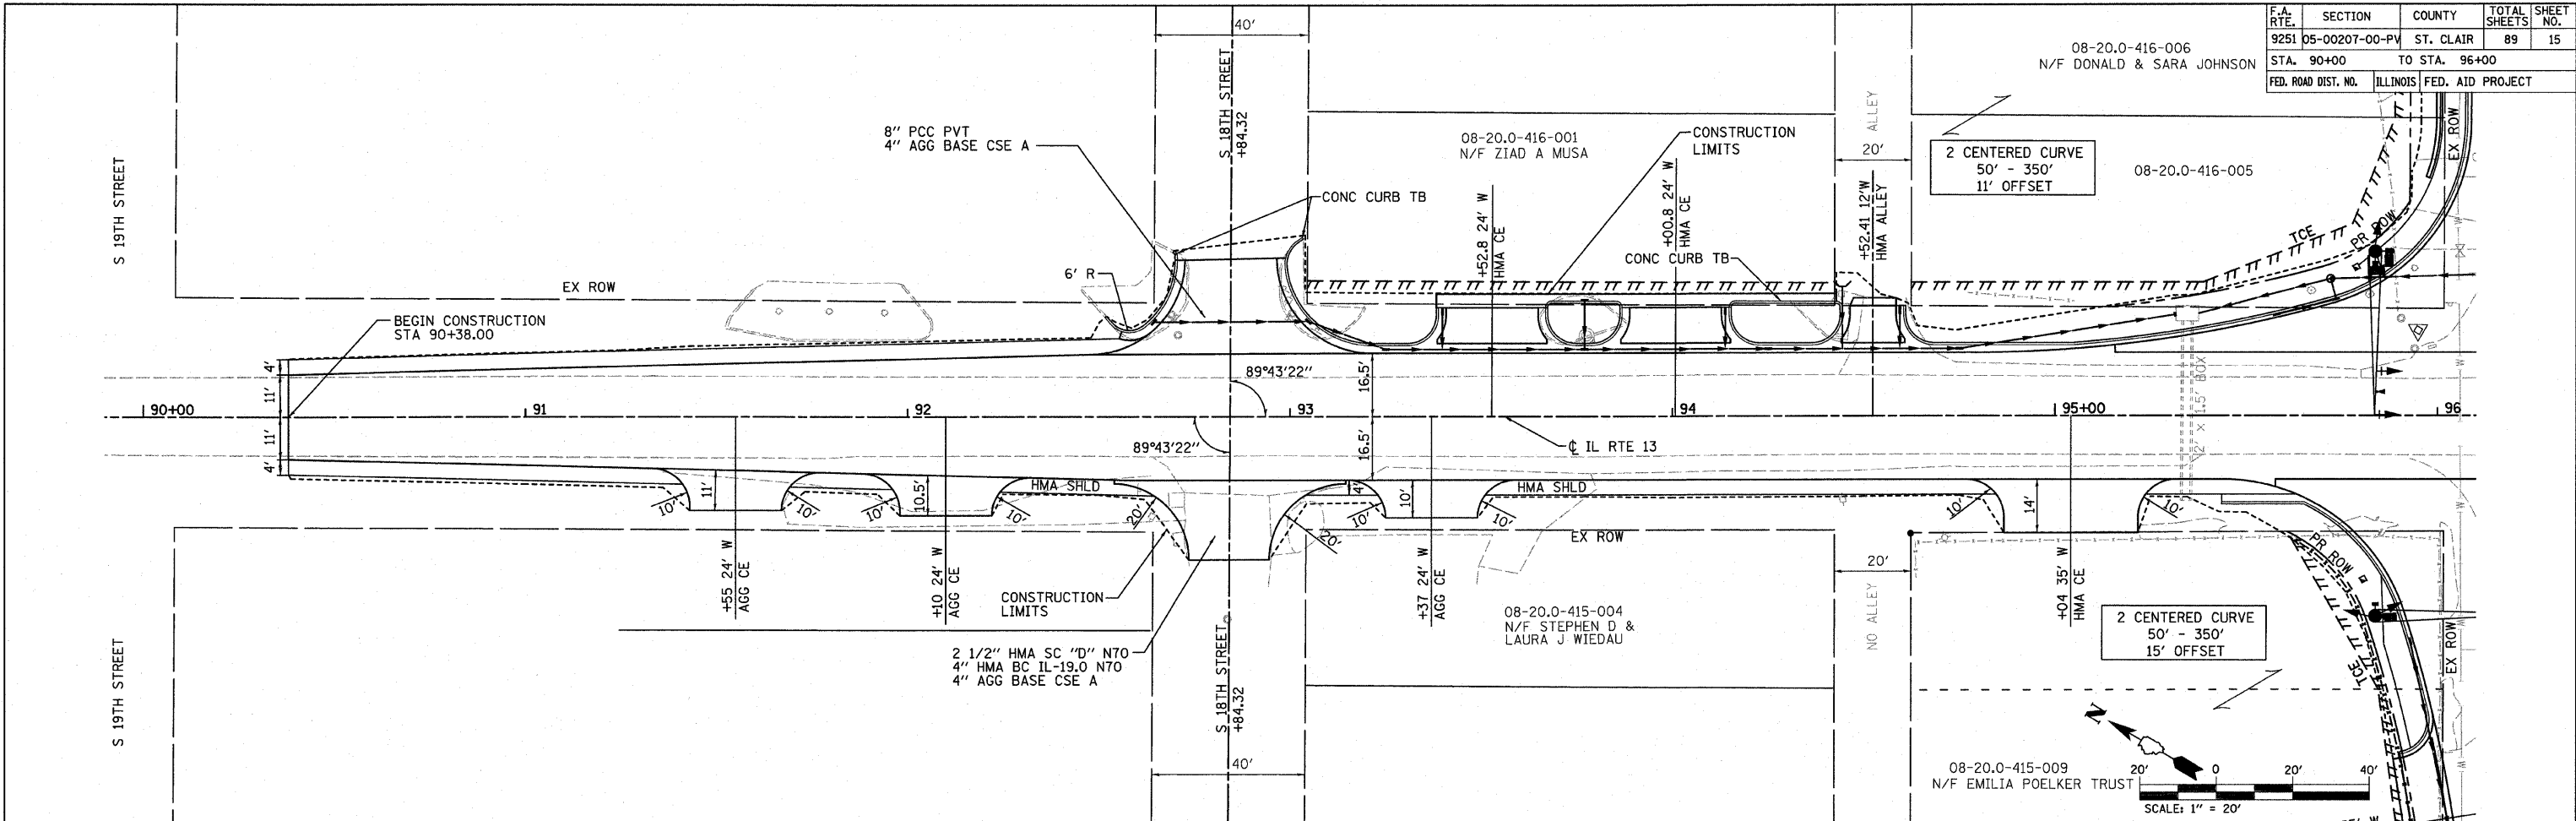 F.A. RTE. SECTION COUNTY TOTAL SHEETS SHEET NO.
9251 05-00207-00-PV ST. CLAIR 89 15
STA. 90+00 TO STA. 96+00
FED. ROAD DIST. NO. ILLINOIS FED. AID PROJECT
40'
S 18TH STREET
+84.32
08-20.0-416-006
N/F DONALD & SARA JOHNSON
8" PCC PVT
4" AGG BASE CSE A
08-20.0-416-001
N/F ZIAD A MUSA
CONSTRUCTION
LIMITS
ALLEY
20'
2 CENTERED CURVE
50' - 350'
11' OFFSET
08-20.0-416-005
EX ROW
S 19TH STREET
CONC CURB TB
+52.8 24' W
HMA CE
+00.8 24' W
HMA CE
+52.41 12'W
HMA ALLEY
CONC CURB TB
TCE
PR ROW
6' R
EX ROW
BEGIN CONSTRUCTION
STA 90+38.00
4'
11'
11'
4'
89°43'22"
16.5'
90+00
91
92
93
94
95+00
96
2' X 1.5' BOX
89°43'22"
16.5'
℄ IL RTE 13
11'
10'
10'
10.5'
10'
10'
HMA SHLD
20'
20'
4'
10'
10'
10'
HMA SHLD
10'
14'
10'
EX ROW
+55 24' W
AGG CE
+10 24' W
AGG CE
CONSTRUCTION
LIMITS
+37 24' W
AGG CE
20'
NO ALLEY
+04 35' W
HMA CE
PR ROW
TCE
EX ROW
2 CENTERED CURVE
50' - 350'
15' OFFSET
08-20.0-415-004
N/F STEPHEN D &
LAURA J WIEDAU
2 1/2" HMA SC "D" N70
4" HMA BC IL-19.0 N70
4" AGG BASE CSE A
S 19TH STREET
S 18TH STREET
+84.32
40'
08-20.0-415-009
N/F EMILIA POELKER TRUST
N
20' 0 20' 40'
SCALE: 1" = 20'